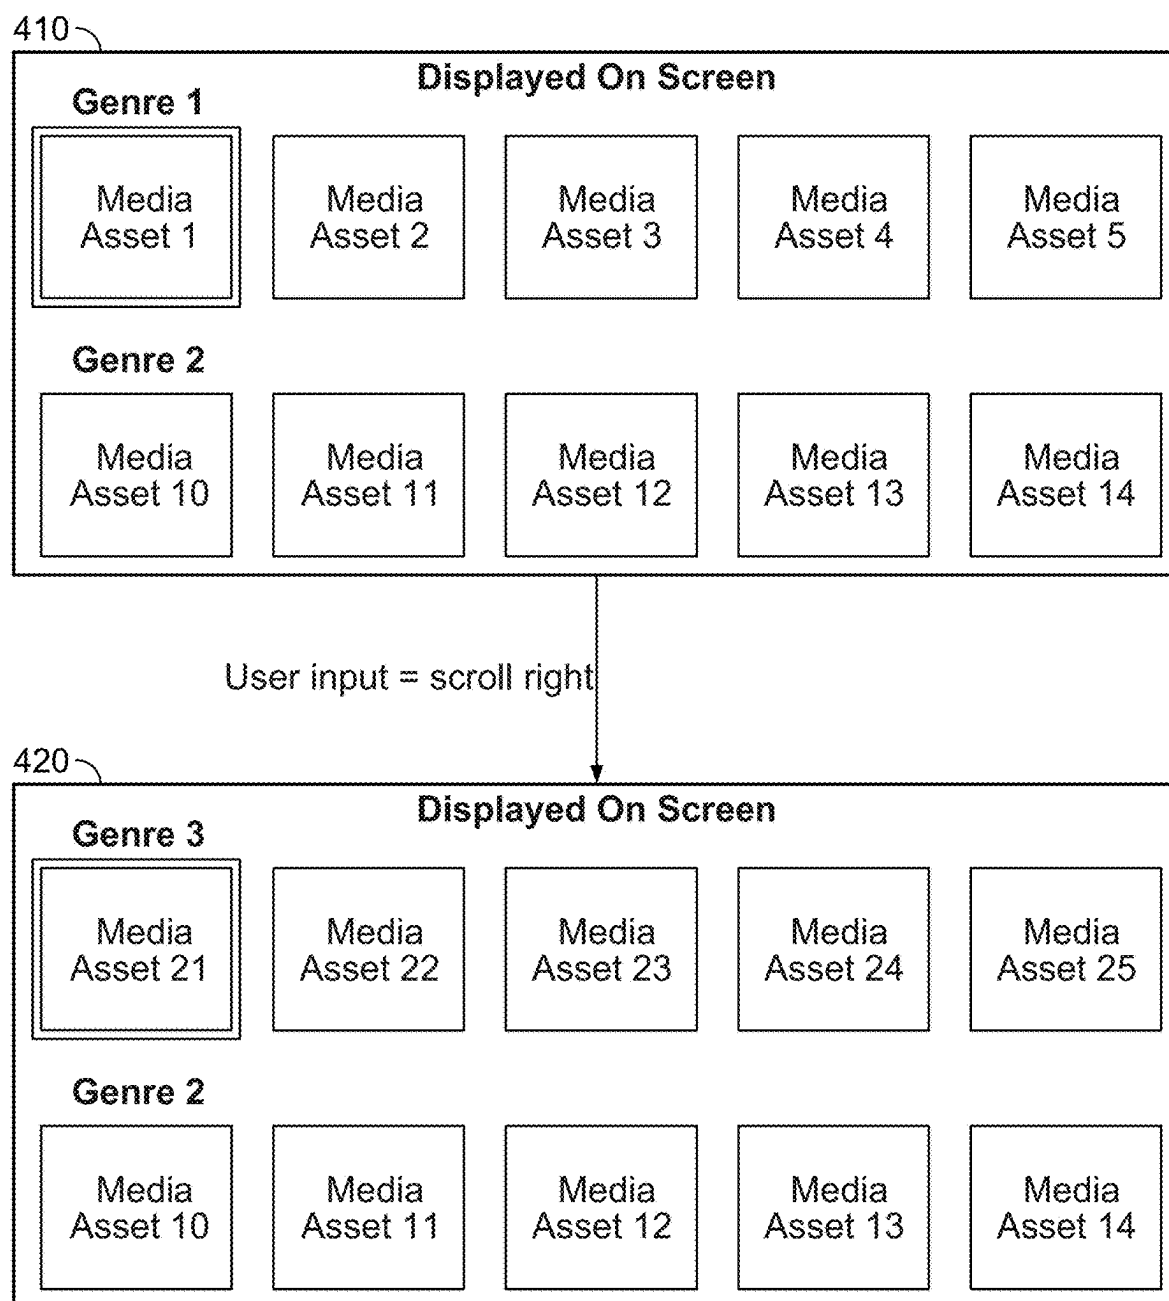 410
Displayed On Screen
Genre 1
Media
Asset 1
Media
Asset 2
Media
Asset 3
Media
Asset 4
Media
Asset 5
Genre 2
Media
Asset 10
Media
Asset 11
Media
Asset 12
Media
Asset 13
Media
Asset 14
User input = scroll right
420
Displayed On Screen
Genre 3
Media
Asset 21
Media
Asset 22
Media
Asset 23
Media
Asset 24
Media
Asset 25
Genre 2
Media
Asset 10
Media
Asset 11
Media
Asset 12
Media
Asset 13
Media
Asset 14